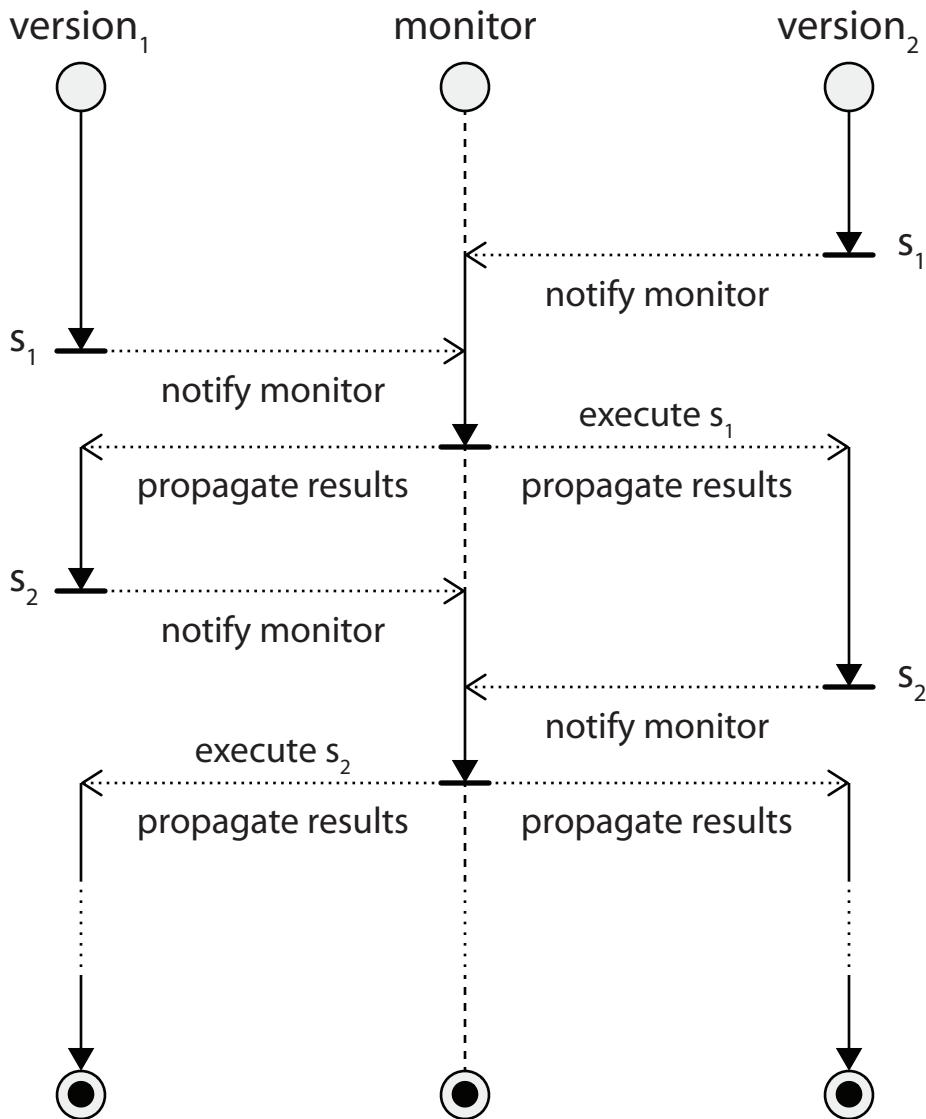 version₁ monitor version₂
s₁
notify monitor
s₁
notify monitor
execute s₁
propagate results propagate results
s₂
notify monitor
s₂
notify monitor
execute s₂
propagate results propagate results